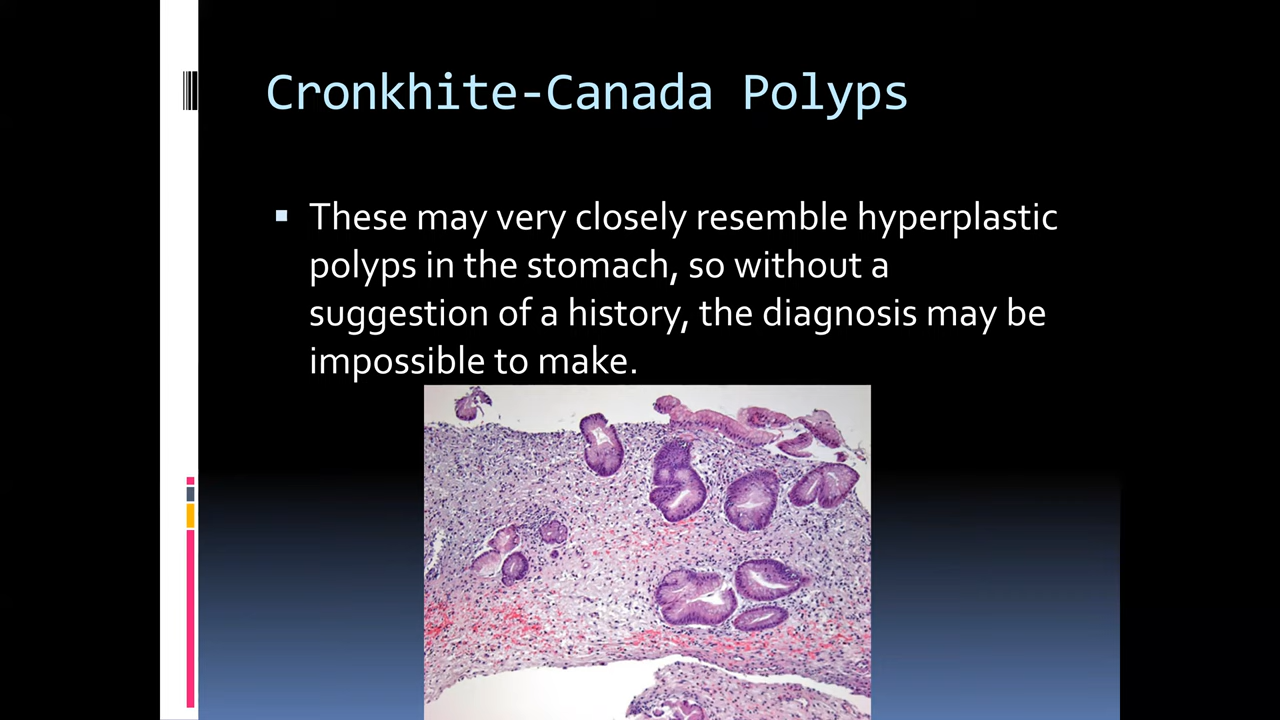 Cronkhite-Canada Polyps
These may very closely resemble hyperplastic
polyps in the stomach, so without a
suggestion of a history, the diagnosis may be
impossible to make.